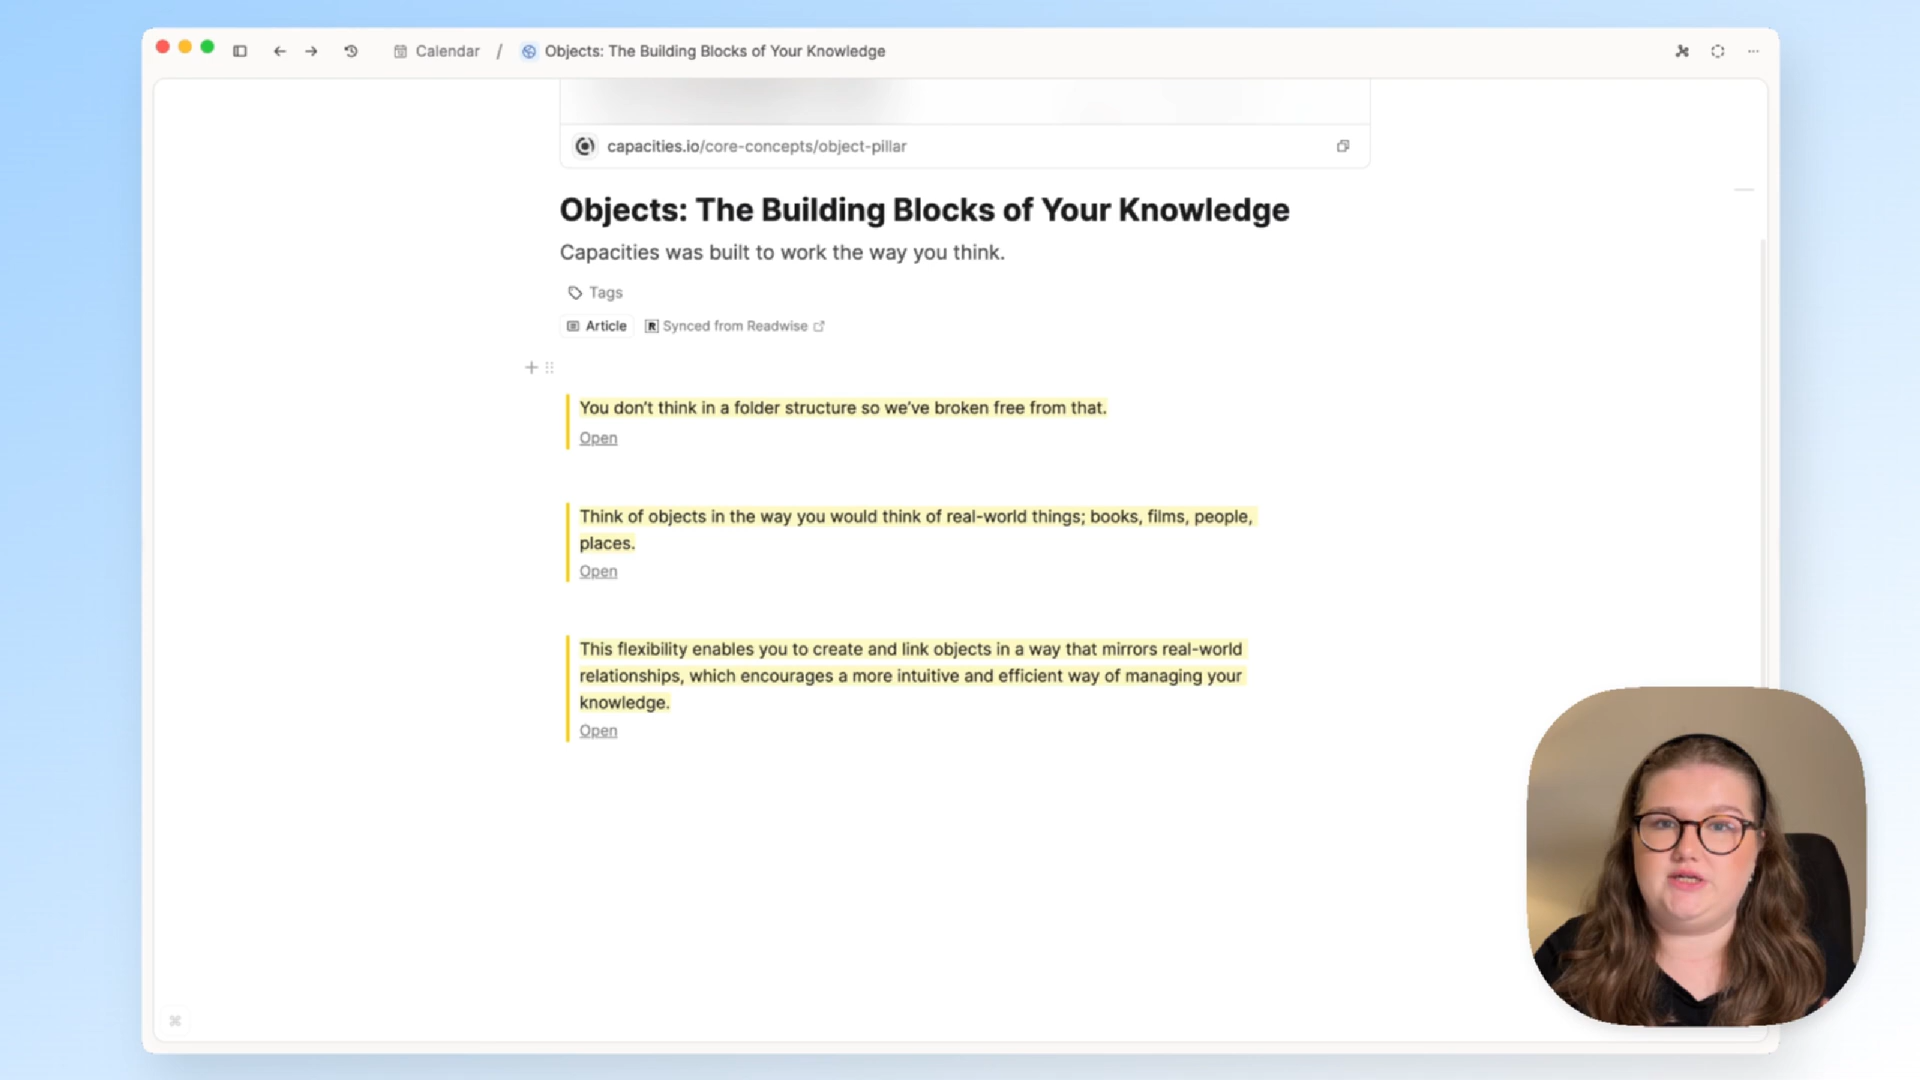 Calendar / Objects: The Building Blocks of Your Knowledge
capacities.io/core-concepts/object-pillar
Objects: The Building Blocks of Your Knowledge
Capacities was built to work the way you think.
Tags
Article Synced from Readwise
You don’t think in a folder structure so we’ve broken free from that.
Open
Think of objects in the way you would think of real-world things; books, films, people,
places.
Open
This flexibility enables you to create and link objects in a way that mirrors real-world
relationships, which encourages a more intuitive and efficient way of managing your
knowledge.
Open